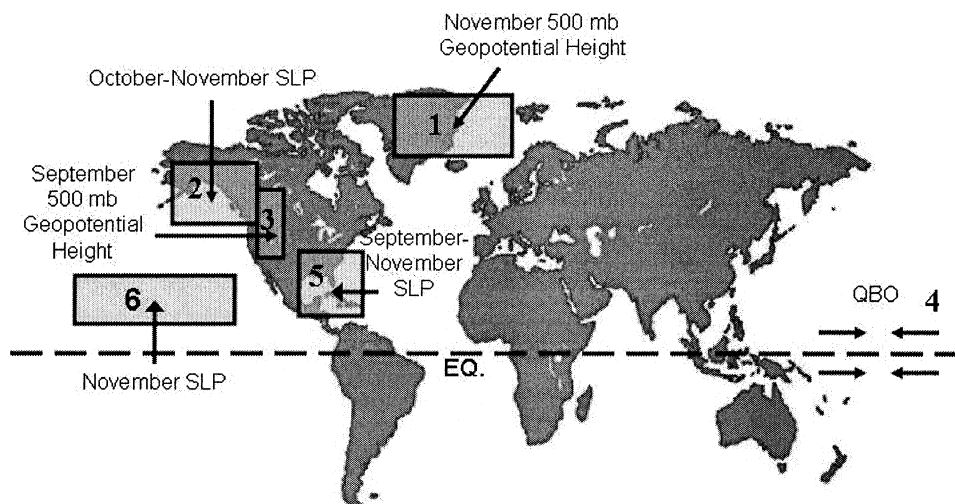 November 500 mb
Geopotential Height
October-November SLP
1
September
500 mb
Geopotential
Height
2
3
September-
November
SLP
5
6
QBO
4
EQ.
November SLP